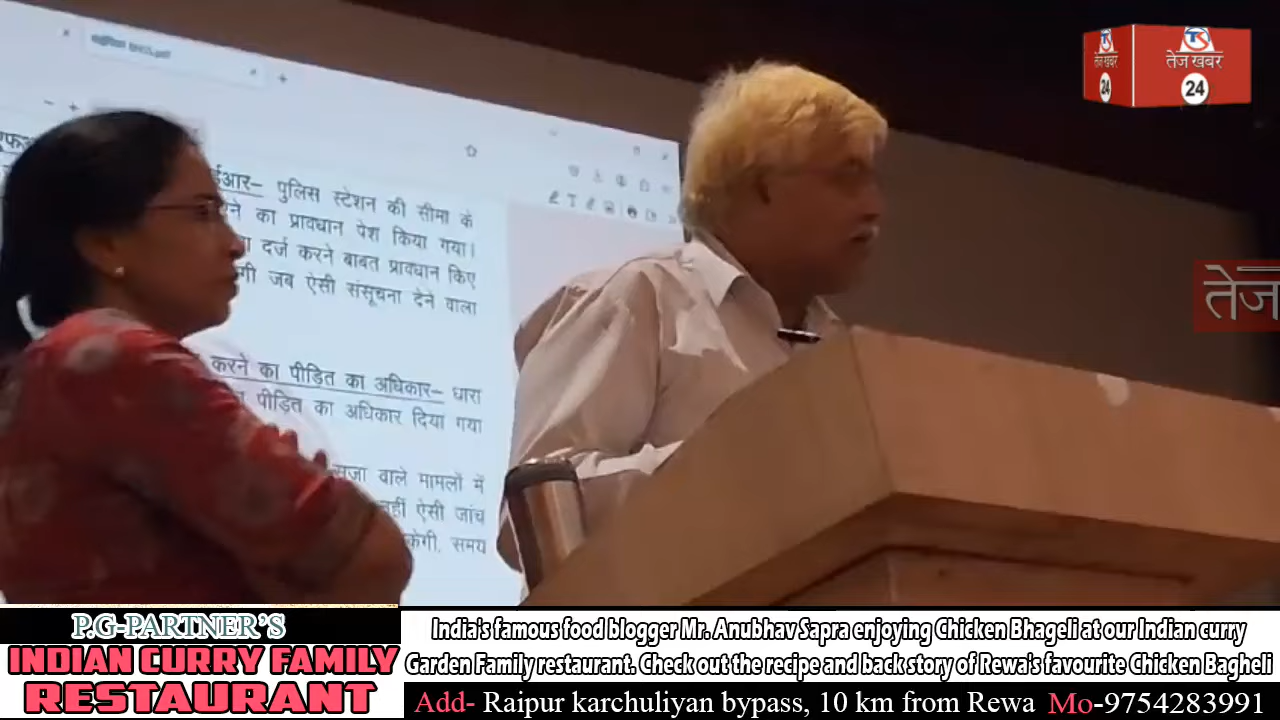 तेज खबर
24
तेज खबर
24
ईआर– पुलिस स्टेशन की सीमा के
का प्रावधान पेश किया गया।
दर्ज करने बाबत प्रावधान किए
जब ऐसी संसूचना देने वाला
तेज
करने का पीड़ित का अधिकार– धारा
पीड़ित का अधिकार दिया गया
सजा वाले मामलों में
नहीं ऐसी जांच
समय
P.G-PARTNER'S
INDIAN CURRY FAMILY
RESTAURANT
India's famous food blogger Mr. Anubhav Sapra enjoying Chicken Bhageli at our Indian curry
Garden Family restaurant. Check out the recipe and back story of Rewa's favourite Chicken Bagheli
Add- Raipur karchuliyan bypass, 10 km from Rewa Mo-9754283991